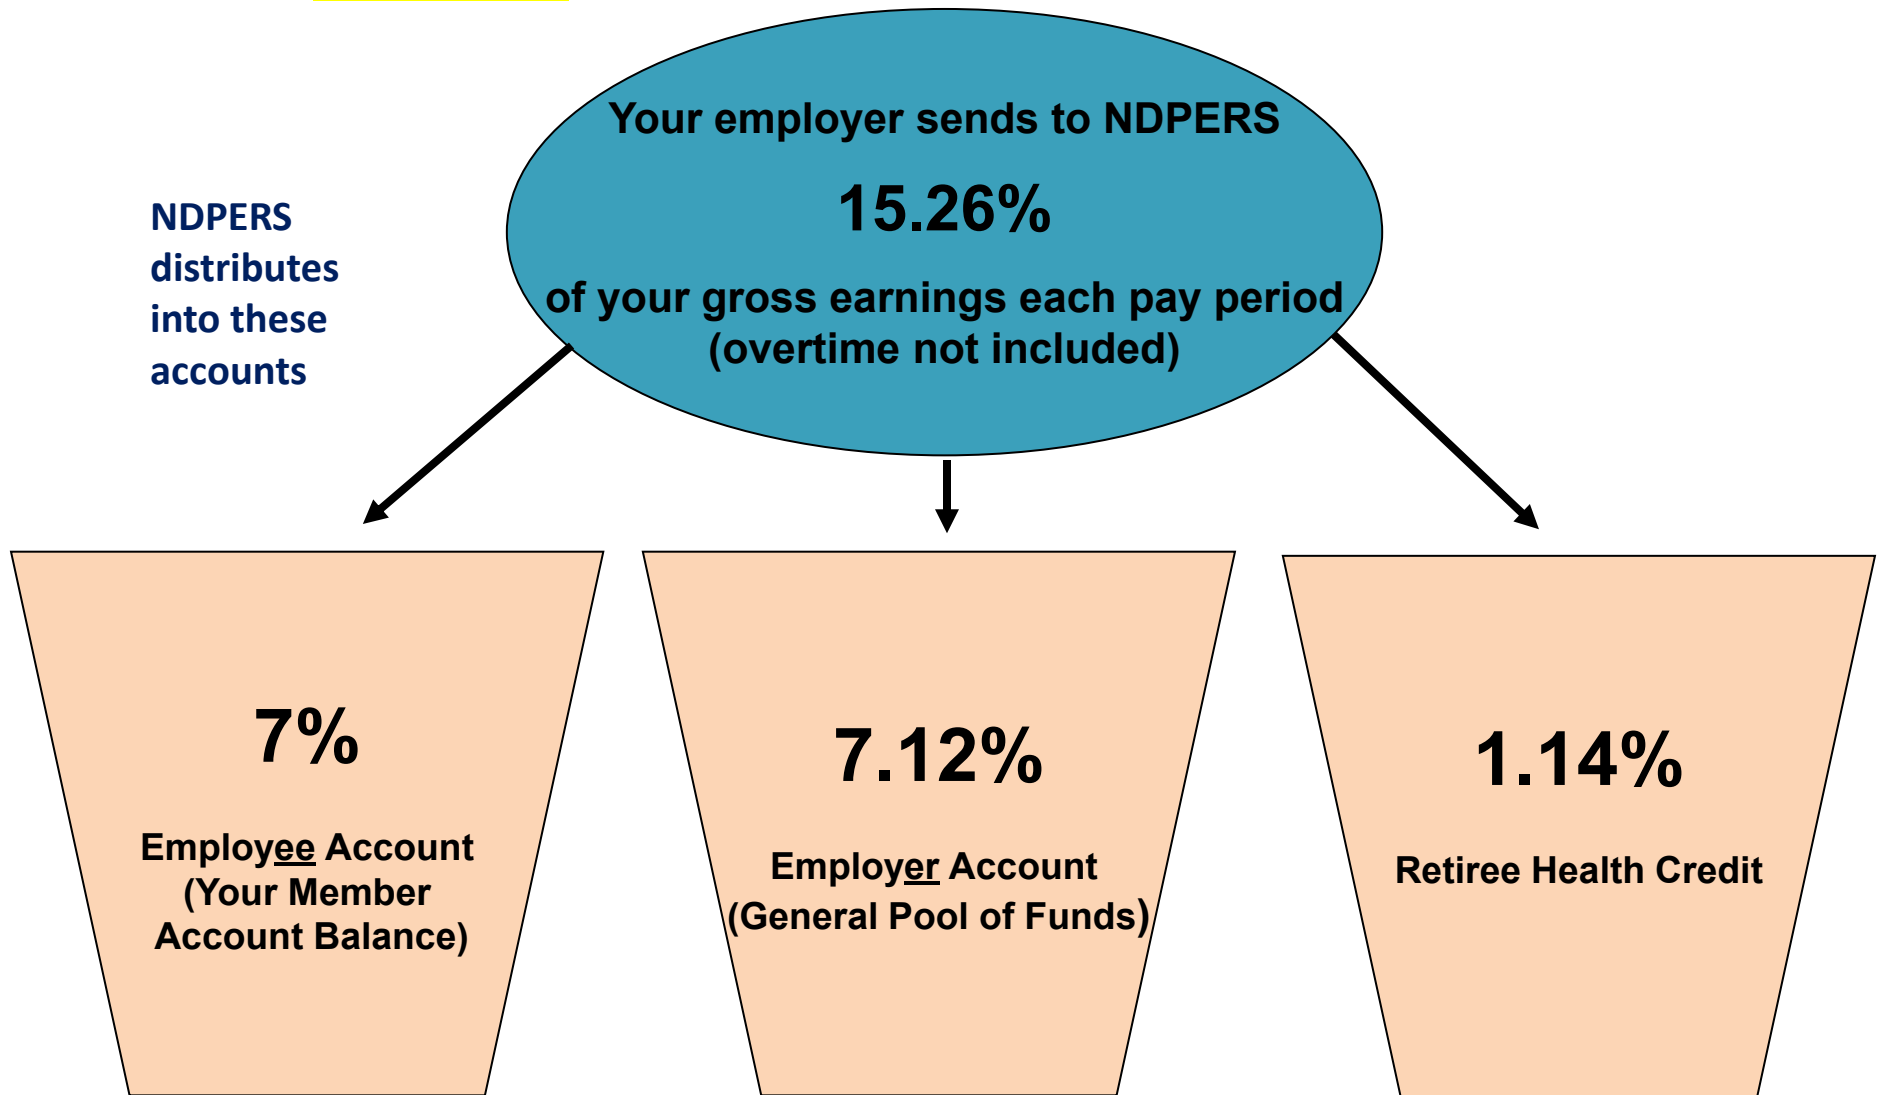 Your employer sends to NDPERS
15.26%
of your gross earnings each pay period
(overtime not included)
NDPERS
distributes
into these
accounts
7%
Employee Account
(Your Member
Account Balance)
7.12%
Employer Account
(General Pool of Funds)
1.14%
Retiree Health Credit